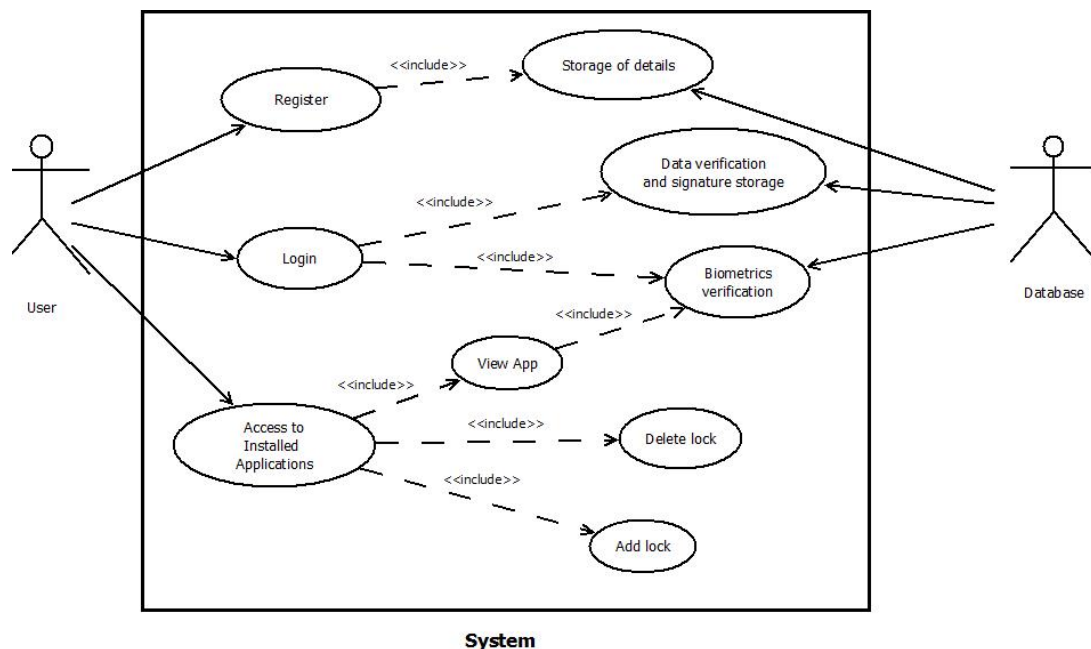 <<include>>
Storage of details
Register
Data verification
and signature storage
<<include>>
Login
<<include>>
Biometrics
verification
User
Database
<<include>>
View App
<<include>>
Access to
Installed
Applications
<<include>>
Delete lock
<<include>>
Add lock
System